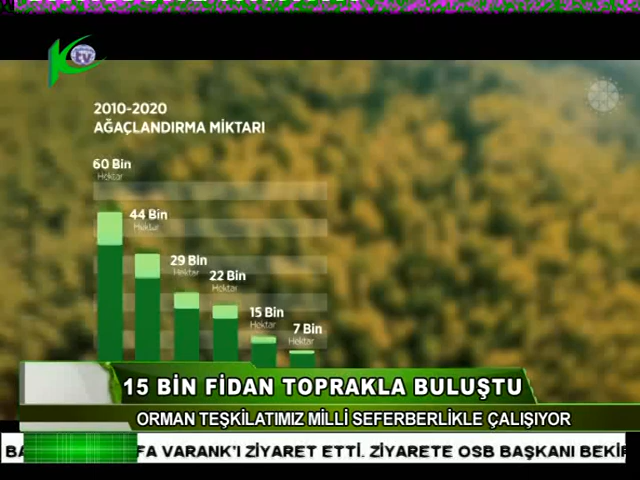 tv
2010-2020
AĞAÇLANDIRMA MİKTARI
60 Bin
Hektar
44 Bin
Hektar
29 Bin
Hektar
22 Bin
Hektar
15 Bin
Hektar
7 Bin
Hektar
15 BİN FİDAN TOPRAKLA BULUŞTU
ORMAN TEŞKİLATIMIZ MİLLİ SEFERBERLİKLE ÇALIŞIYOR
FA VARANK'I ZİYARET ETTİ. ZİYARETE OSB BAŞKANI BEKİR